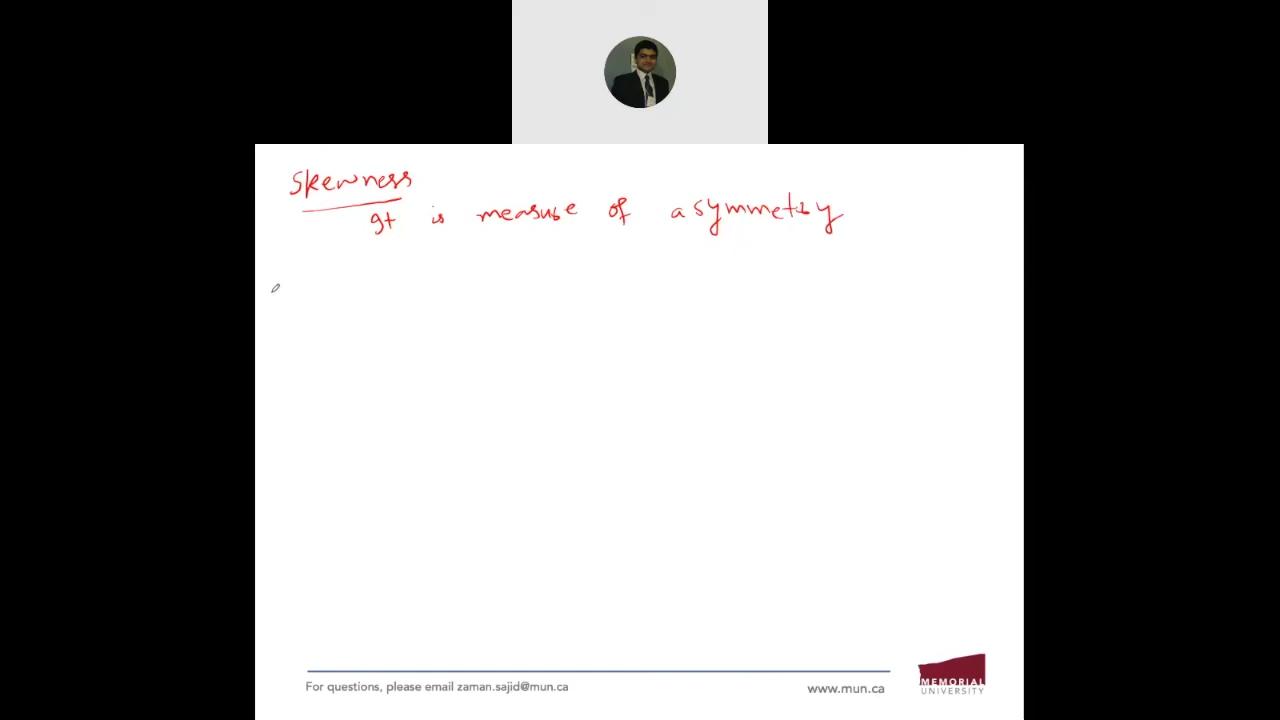 Skewness
It is measure of asymmetry
For questions, please email zaman.sajid@mun.ca
www.mun.ca
MEMORIAL
UNIVERSITY